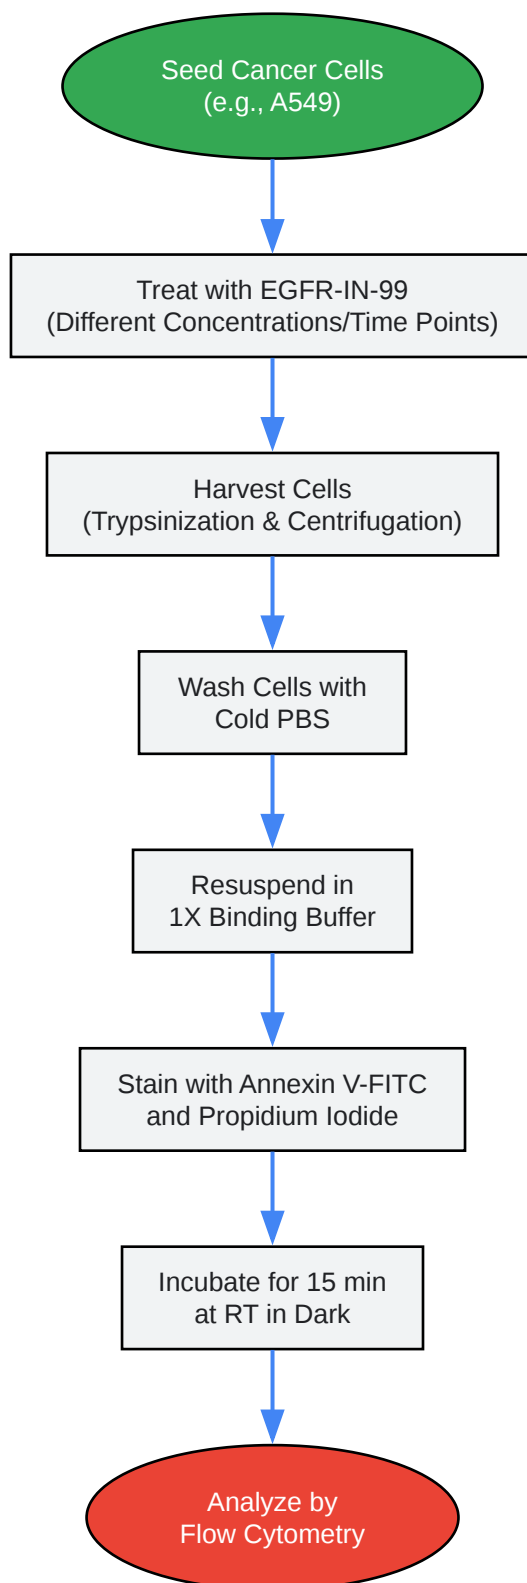 Seed Cancer Cells
(e.g., A549)
Treat with EGFR-IN-99
(Different Concentrations/Time Points)
Harvest Cells
(Trypsinization & Centrifugation)
Wash Cells with
Cold PBS
Resuspend in
1X Binding Buffer
Stain with Annexin V-FITC
and Propidium Iodide
Incubate for 15 min
at RT in Dark
Analyze by
Flow Cytometry